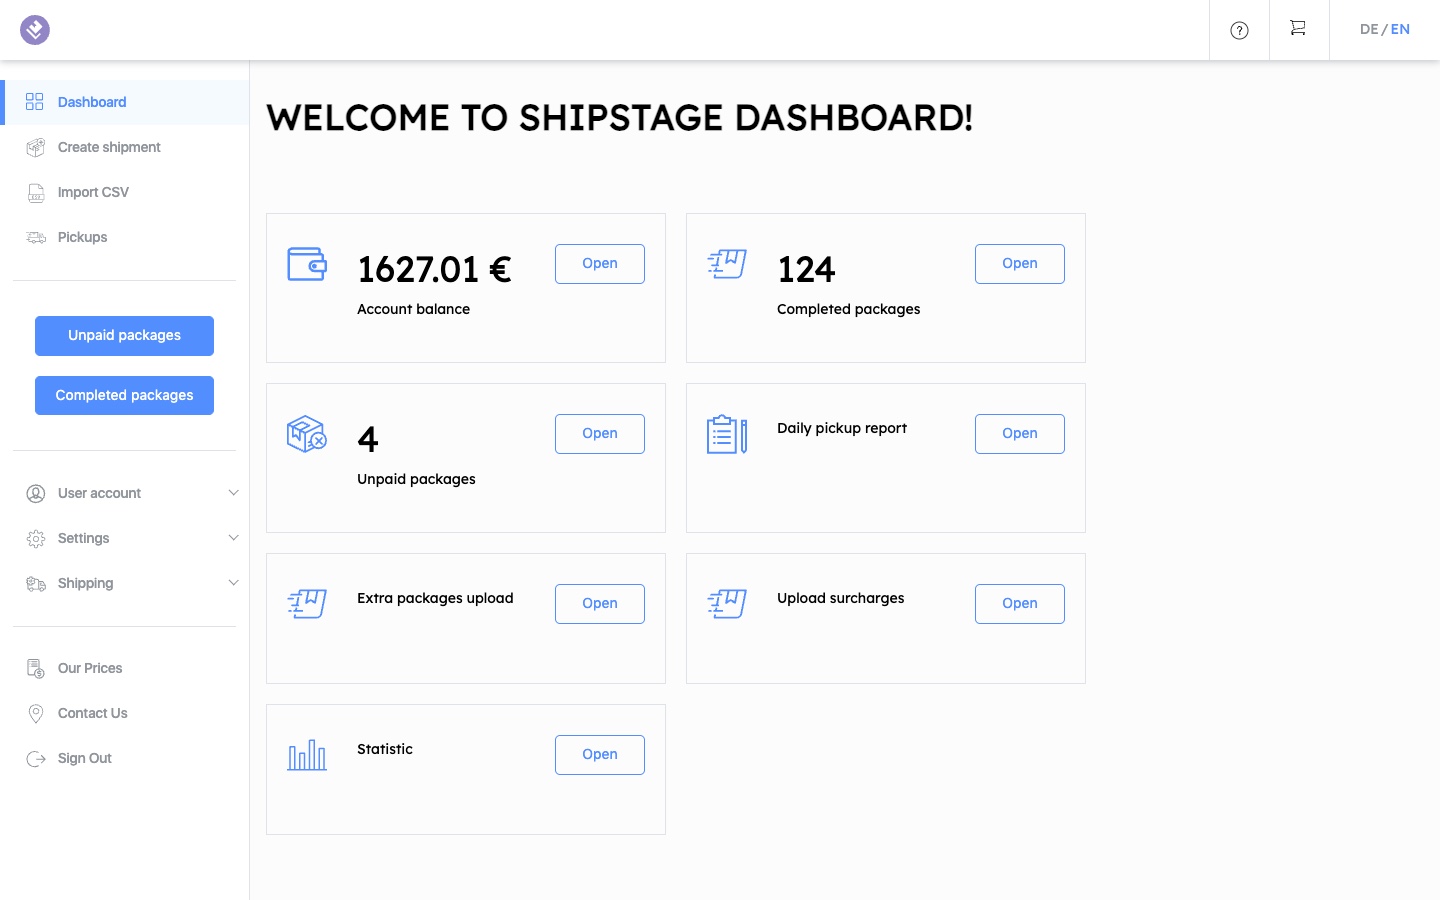 DE / EN
Dashboard
Create shipment
Import CSV
Pickups
Unpaid packages
Completed packages
User account
Settings
Shipping
Our Prices
Contact Us
Sign Out
WELCOME TO SHIPSTAGE DASHBOARD!
1627.01 €
Account balance
Open
124
Completed packages
Open
4
Unpaid packages
Open
Daily pickup report
Open
Extra packages upload
Open
Upload surcharges
Open
Statistic
Open